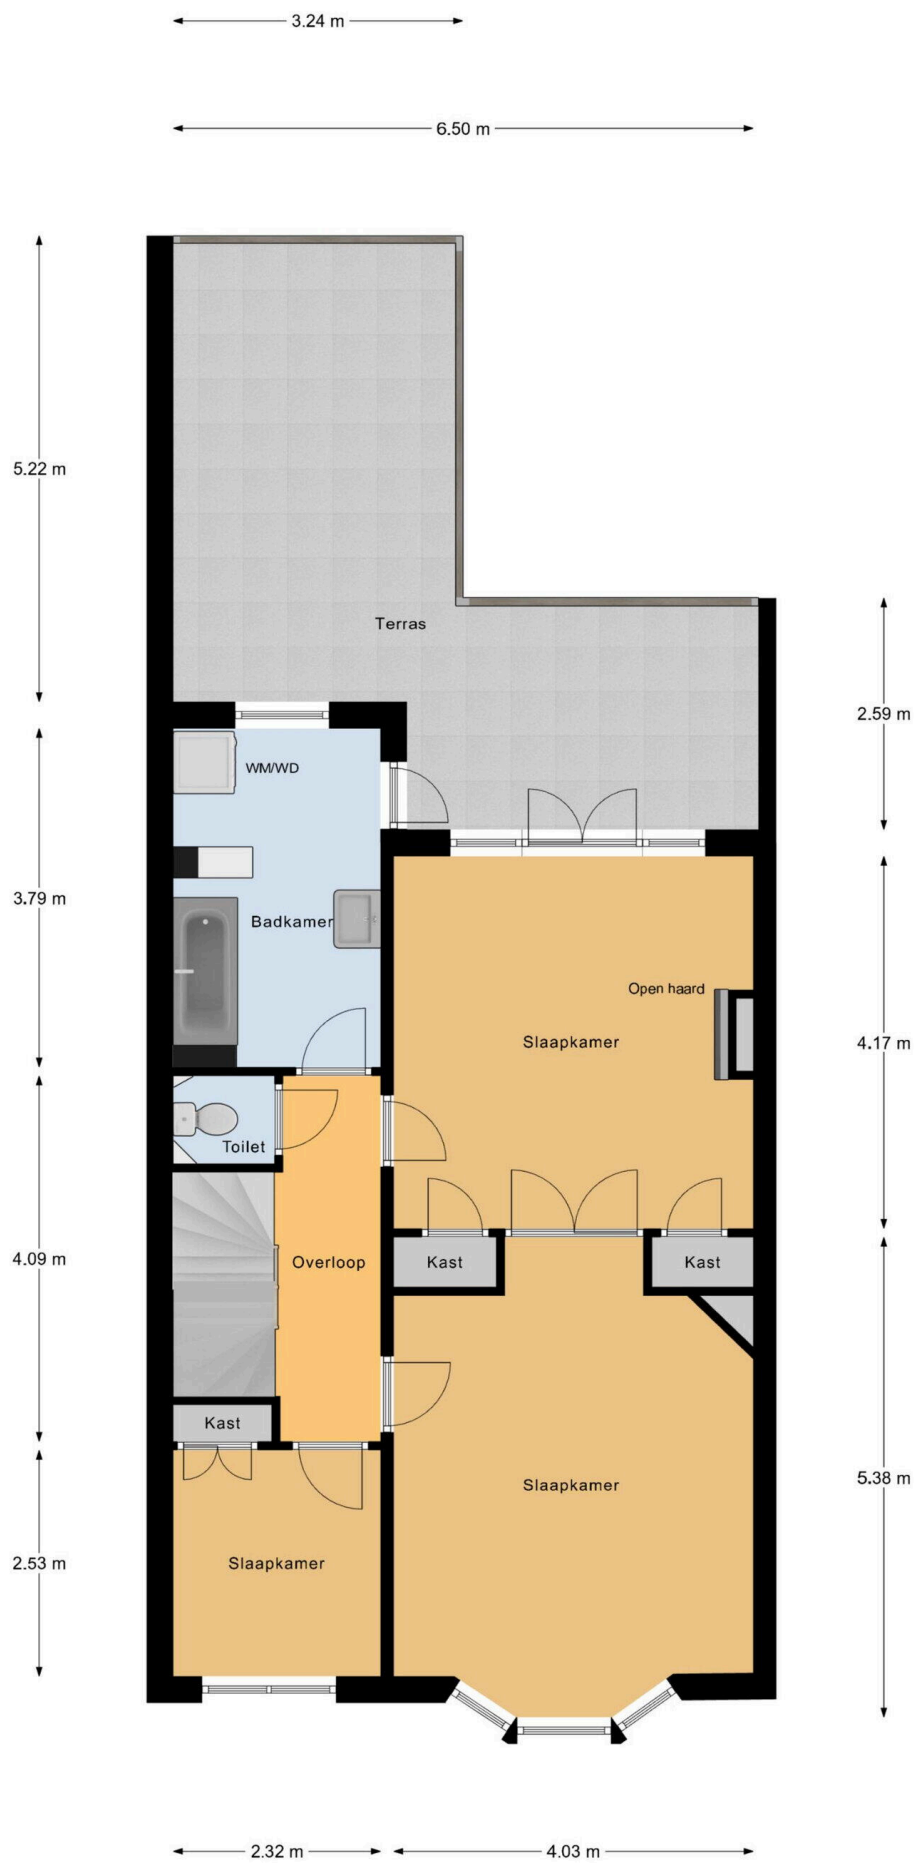 3.24 m
6.50 m
5.22 m
Terras
2.59 m
WM/WD
3.79 m
Badkamer
Open haard
Slaapkamer
4.17 m
Toilet
4.09 m
Overloop
Kast
Kast
Kast
Slaapkamer
5.38 m
2.53 m
Slaapkamer
2.32 m
4.03 m